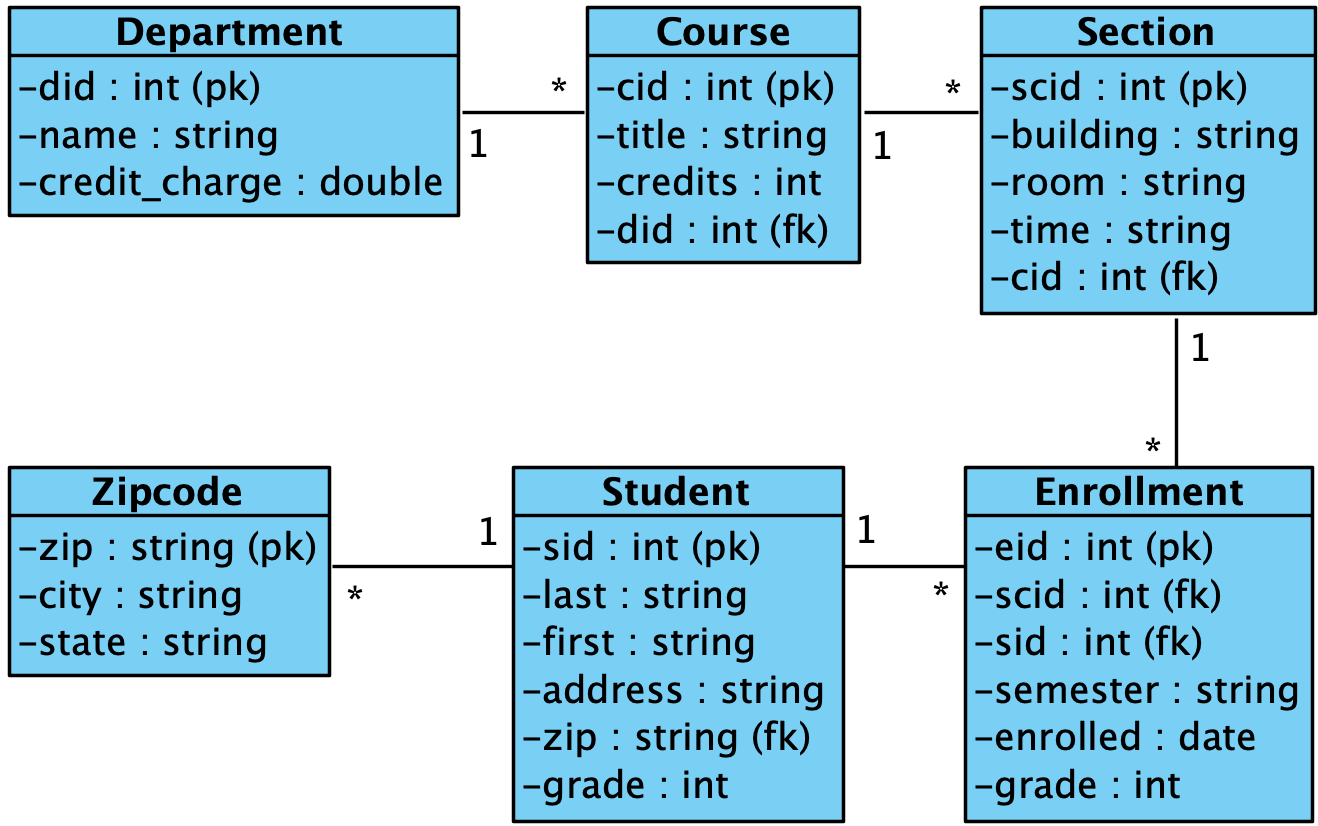 Department
-did : int (pk)
-name : string
-credit_charge : double
1
*
Course
-cid : int (pk)
-title : string
-credits : int
-did : int (fk)
1
*
Section
-scid : int (pk)
-building : string
-room : string
-time : string
-cid : int (fk)
1
*
Zipcode
-zip : string (pk)
-city : string
-state : string
*
1
Student
-sid : int (pk)
-last : string
-first : string
-address : string
-zip : string (fk)
-grade : int
1
*
Enrollment
-eid : int (pk)
-scid : int (fk)
-sid : int (fk)
-semester : string
-enrolled : date
-grade : int